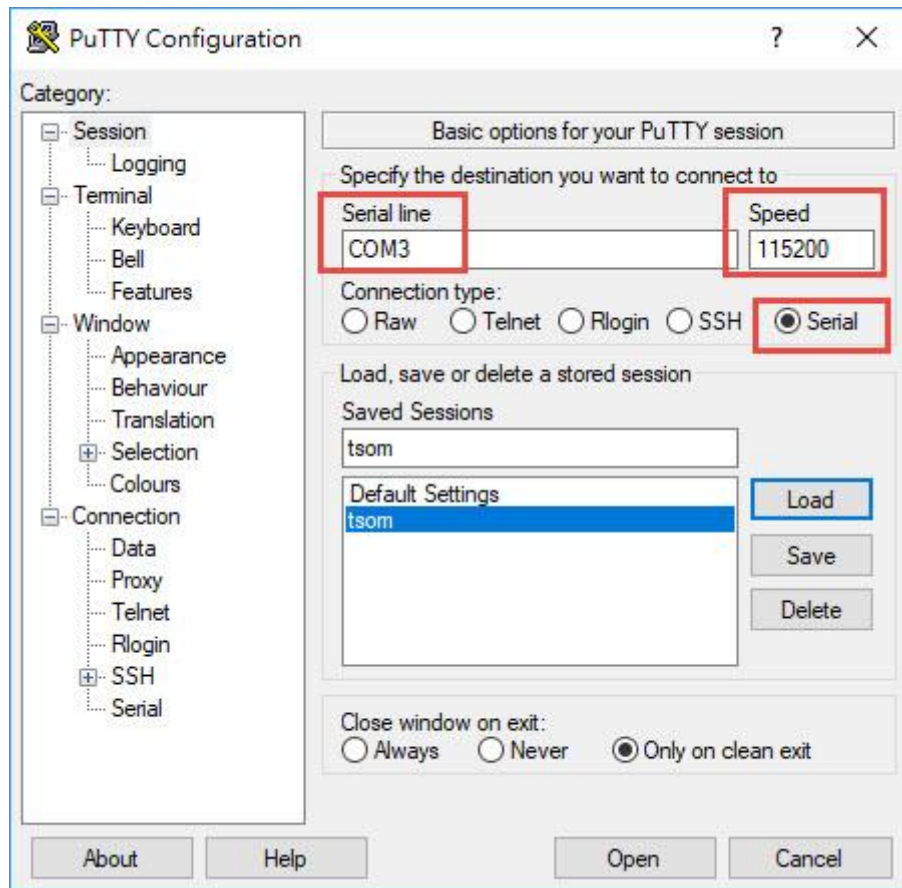 PuTTY Configuration
?
Category:
Session
Logging
Terminal
Keyboard
Bell
Features
Window
Appearance
Behaviour
Translation
Selection
Colours
Connection
Data
Proxy
Telnet
Rlogin
SSH
Serial
Basic options for your PuTTY session
Specify the destination you want to connect to
Serial line Speed
COM3 115200
Connection type:
Raw Telnet Rlogin SSH Serial
Load, save or delete a stored session
Saved Sessions
tsom
Default Settings
tsom
Load
Save
Delete
Close window on exit:
Always Never Only on clean exit
About Help Open Cancel